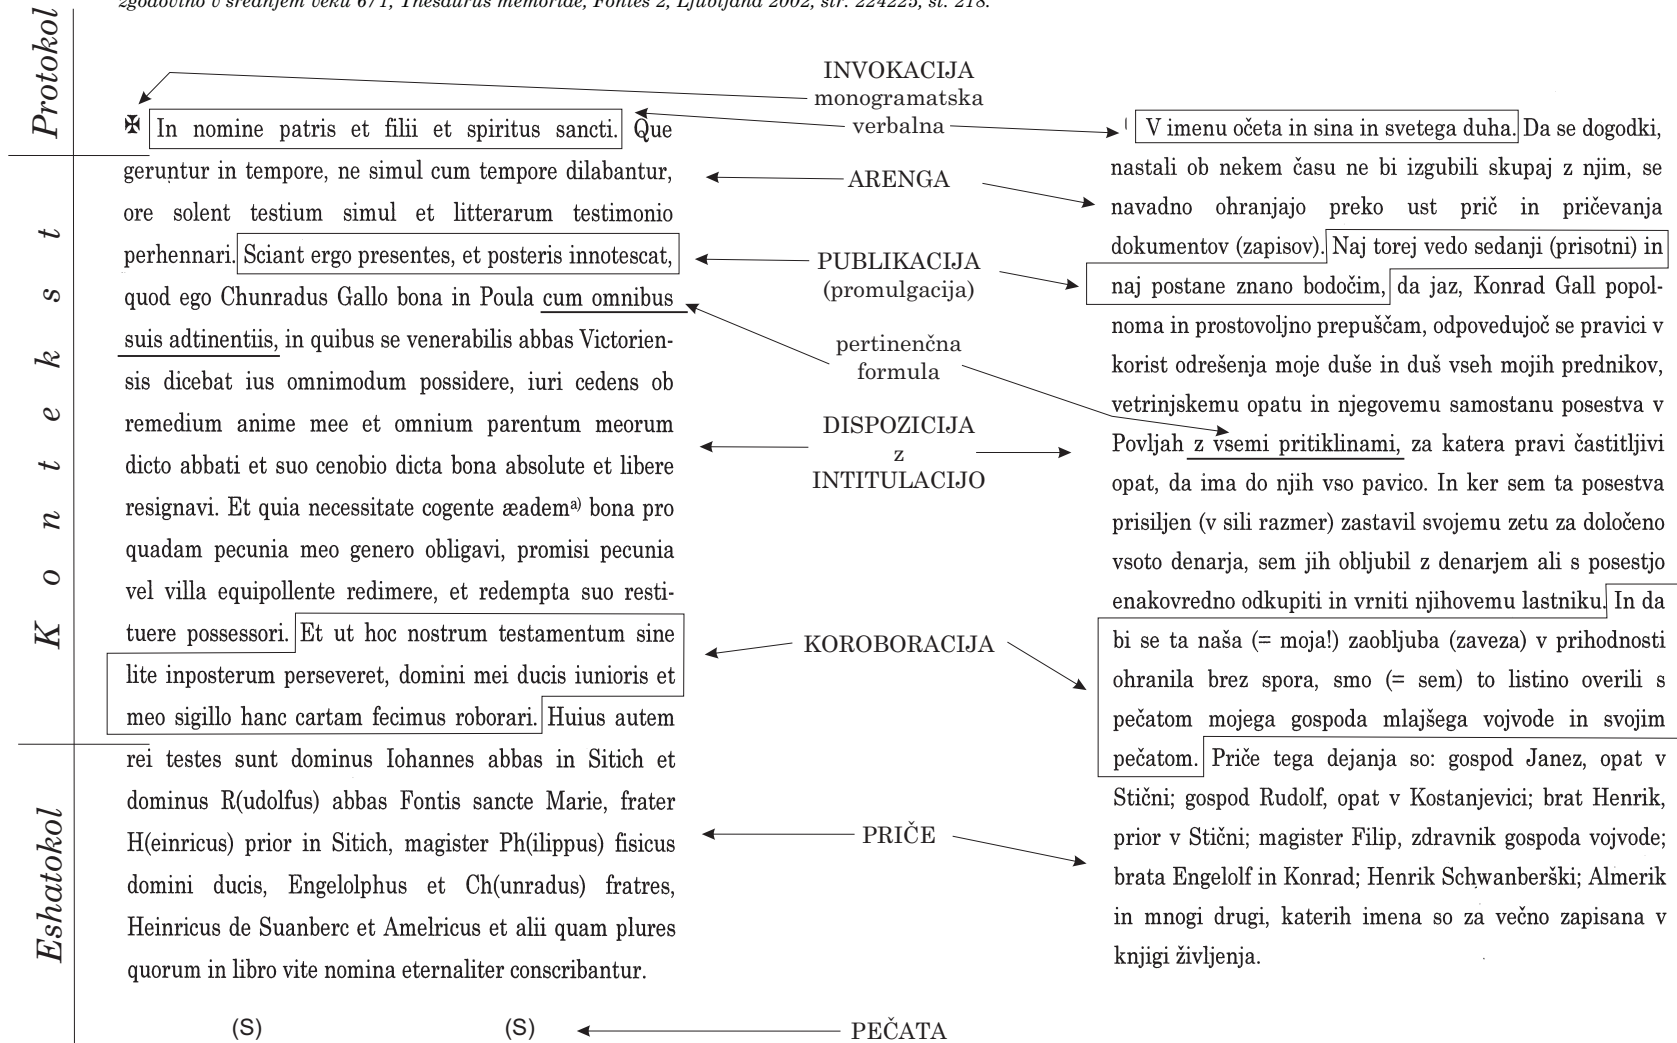 zgodovino v srednjem veku 6/1, Thesaurus memoriae, Fontes 2, Ljubljana 2002, str. 224225, št. 218.
Protokol
Kontekst
Eshatokol
✠ In nomine patris et filii et spiritus sancti. Que
geruntur in tempore, ne simul cum tempore dilabantur,
ore solent testium simul et litterarum testimonio
perhennari. Sciant ergo presentes, et posteris innotescat,
quod ego Chunradus Gallo bona in Poula cum omnibus
suis adtinentiis, in quibus se venerabilis abbas Victorien-
sis dicebat ius omnimodum possidere, iuri cedens ob
remedium anime mee et omnium parentum meorum
dicto abbati et suo cenobio dicta bona absolute et libere
resignavi. Et quia necessitate cogente æadem a) bona pro
quadam pecunia meo genero obligavi, promisi pecunia
vel villa equipollente redimere, et redempta suo resti-
tuere possessori. Et ut hoc nostrum testamentum sine
lite inposterum perseveret, domini mei ducis iunioris et
meo sigillo hanc cartam fecimus roborari. Huius autem
rei testes sunt dominus Iohannes abbas in Sitich et
dominus R(udolfus) abbas Fontis sancte Marie, frater
H(einricus) prior in Sitich, magister Ph(ilippus) fisicus
domini ducis, Engelolphus et Ch(unradus) fratres,
Heinricus de Suanberc et Amelricus et alii quam plures
quorum in libro vite nomina eternaliter conscribantur.
(S) (S)
INVOKACIJA
monogramatska
verbalna
ARENGA
PUBLIKACIJA
(promulgacija)
pertinenčna
formula
DISPOZICIJA
z
INTITULACIJO
KOROBORACIJA
PRIČE
PEČATA
V imenu očeta in sina in svetega duha. Da se dogodki,
nastali ob nekem času ne bi izgubili skupaj z njim, se
navadno ohranjajo preko ust prič in pričevanja
dokumentov (zapisov). Naj torej vedo sedanji (prisotni) in
naj postane znano bodočim, da jaz, Konrad Gall popol-
noma in prostovoljno prepuščam, odpovedujoč se pravici v
korist odrešenja moje duše in duš vseh mojih prednikov,
vetrinjskemu opatu in njegovemu samostanu posestva v
Povljah z vsemi pritiklinami, za katera pravi častitljivi
opat, da ima do njih vso pavico. In ker sem ta posestva
prisiljen (v sili razmer) zastavil svojemu zetu za določeno
vsoto denarja, sem jih obljubil z denarjem ali s posestjo
enakovredno odkupiti in vrniti njihovemu lastniku. In da
bi se ta naša (= moja!) zaobljuba (zaveza) v prihodnosti
ohranila brez spora, smo (= sem) to listino overili s
pečatom mojega gospoda mlajšega vojvode in svojim
pečatom. Priče tega dejanja so: gospod Janez, opat v
Stični; gospod Rudolf, opat v Kostanjevici; brat Henrik,
prior v Stični; magister Filip, zdravnik gospoda vojvode;
brata Engelolf in Konrad; Henrik Schwanberški; Almerik
in mnogi drugi, katerih imena so za večno zapisana v
knjigi življenja.